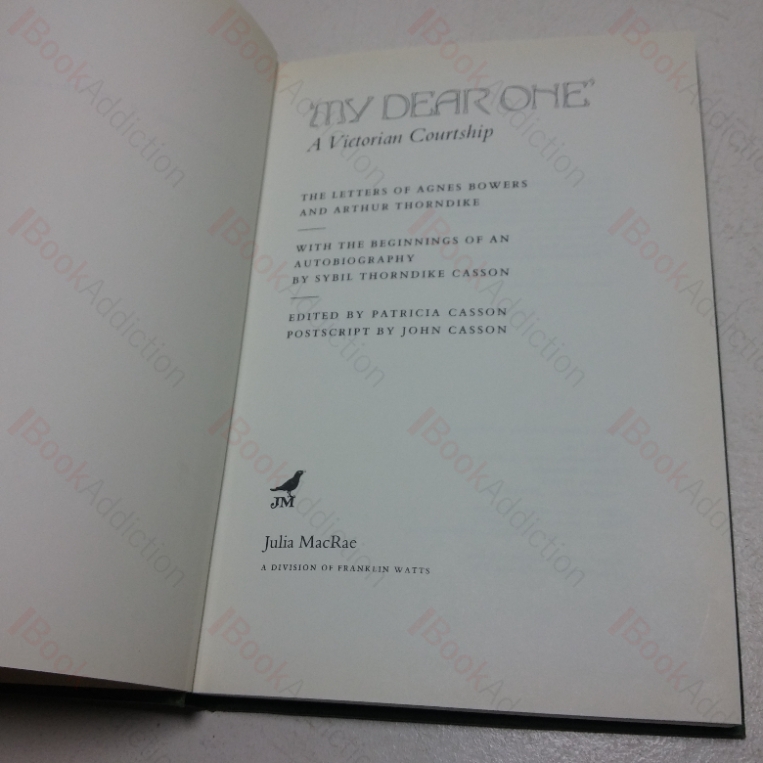 "MY DEAR ONE"
A Victorian Courtship
THE LETTERS OF AGNES BOWERS
AND ARTHUR THORNDIKE
WITH THE BEGINNINGS OF AN
AUTOBIOGRAPHY
BY SYBIL THORNDIKE CASSON
EDITED BY PATRICIA CASSON
POSTSCRIPT BY JOHN CASSON
JM
Julia MacRae
A DIVISION OF FRANKLIN WATTS
BookAddiction